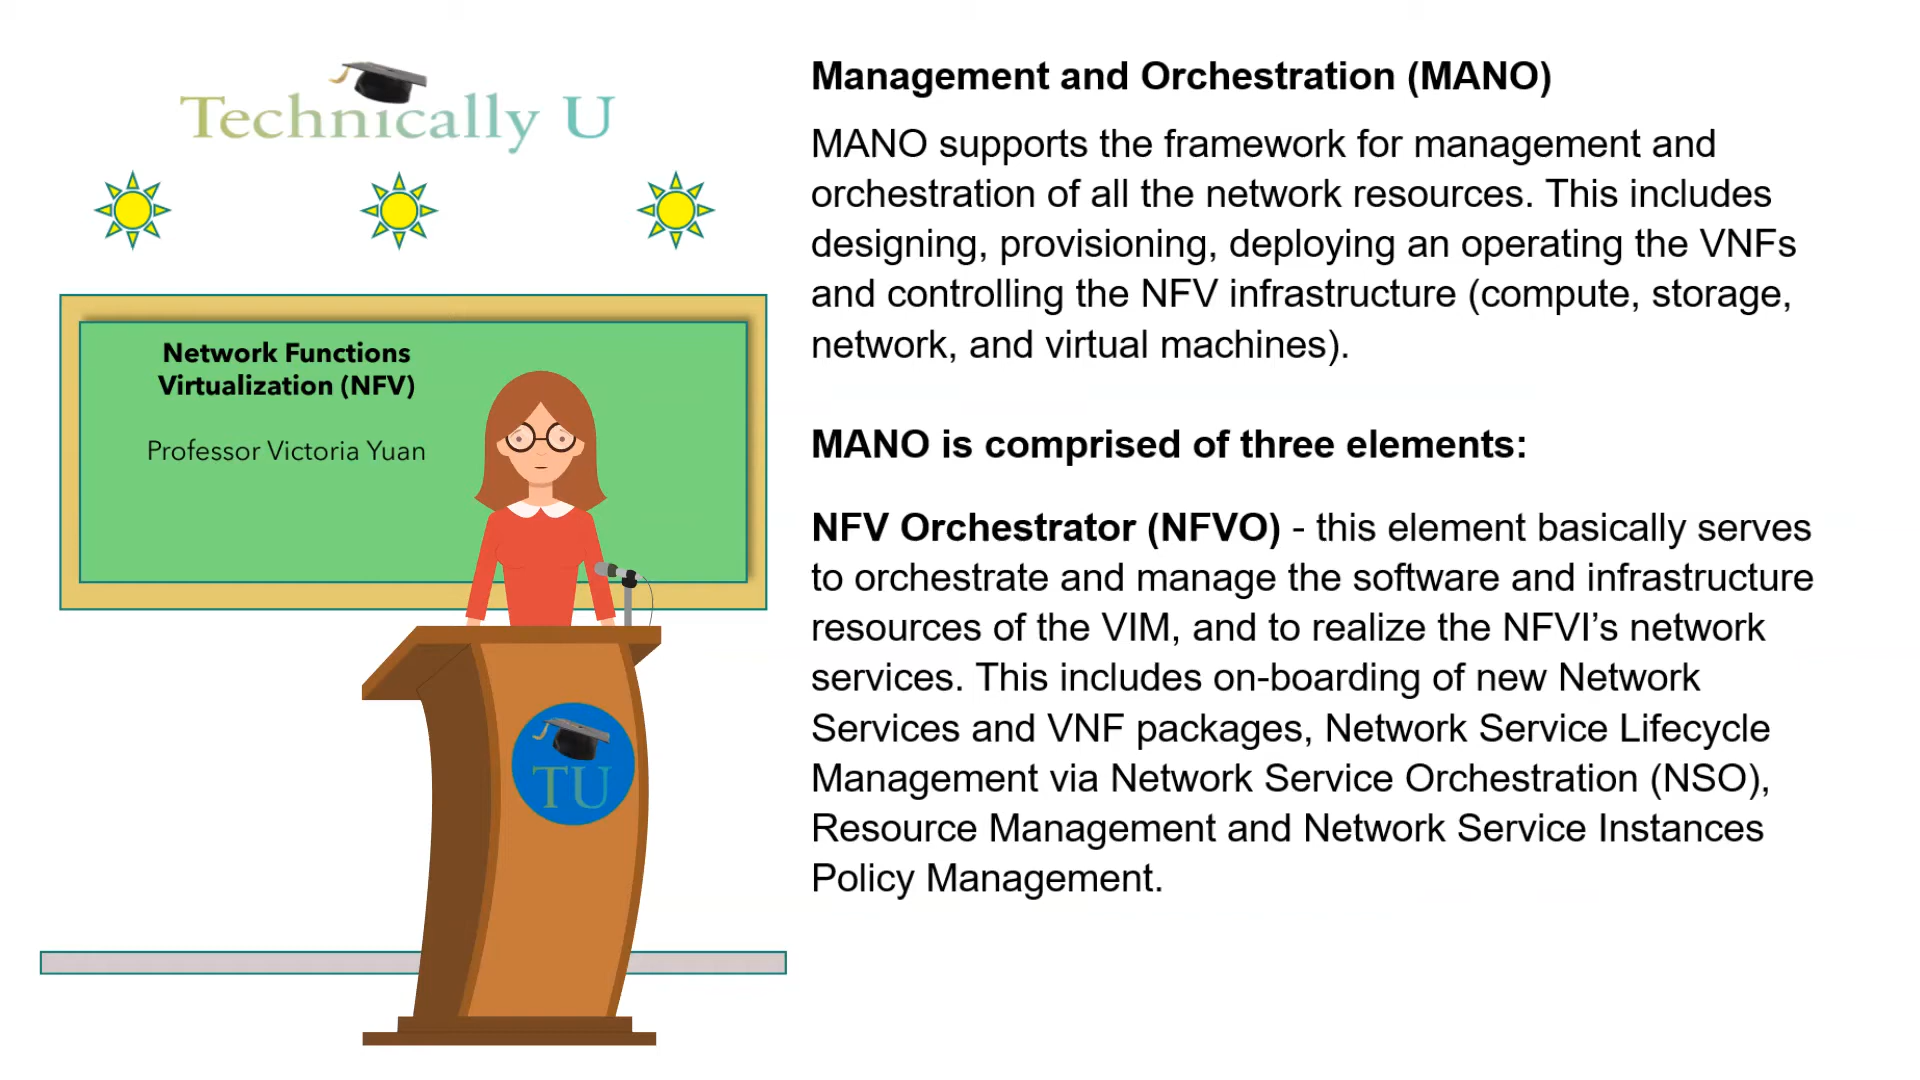 Technically U
Network Functions
Virtualization (NFV)
Professor Victoria Yuan
TU
Management and Orchestration (MANO)
MANO supports the framework for management and
orchestration of all the network resources. This includes
designing, provisioning, deploying an operating the VNFs
and controlling the NFV infrastructure (compute, storage,
network, and virtual machines).
MANO is comprised of three elements:
NFV Orchestrator (NFVO) - this element basically serves
to orchestrate and manage the software and infrastructure
resources of the VIM, and to realize the NFVI’s network
services. This includes on-boarding of new Network
Services and VNF packages, Network Service Lifecycle
Management via Network Service Orchestration (NSO),
Resource Management and Network Service Instances
Policy Management.